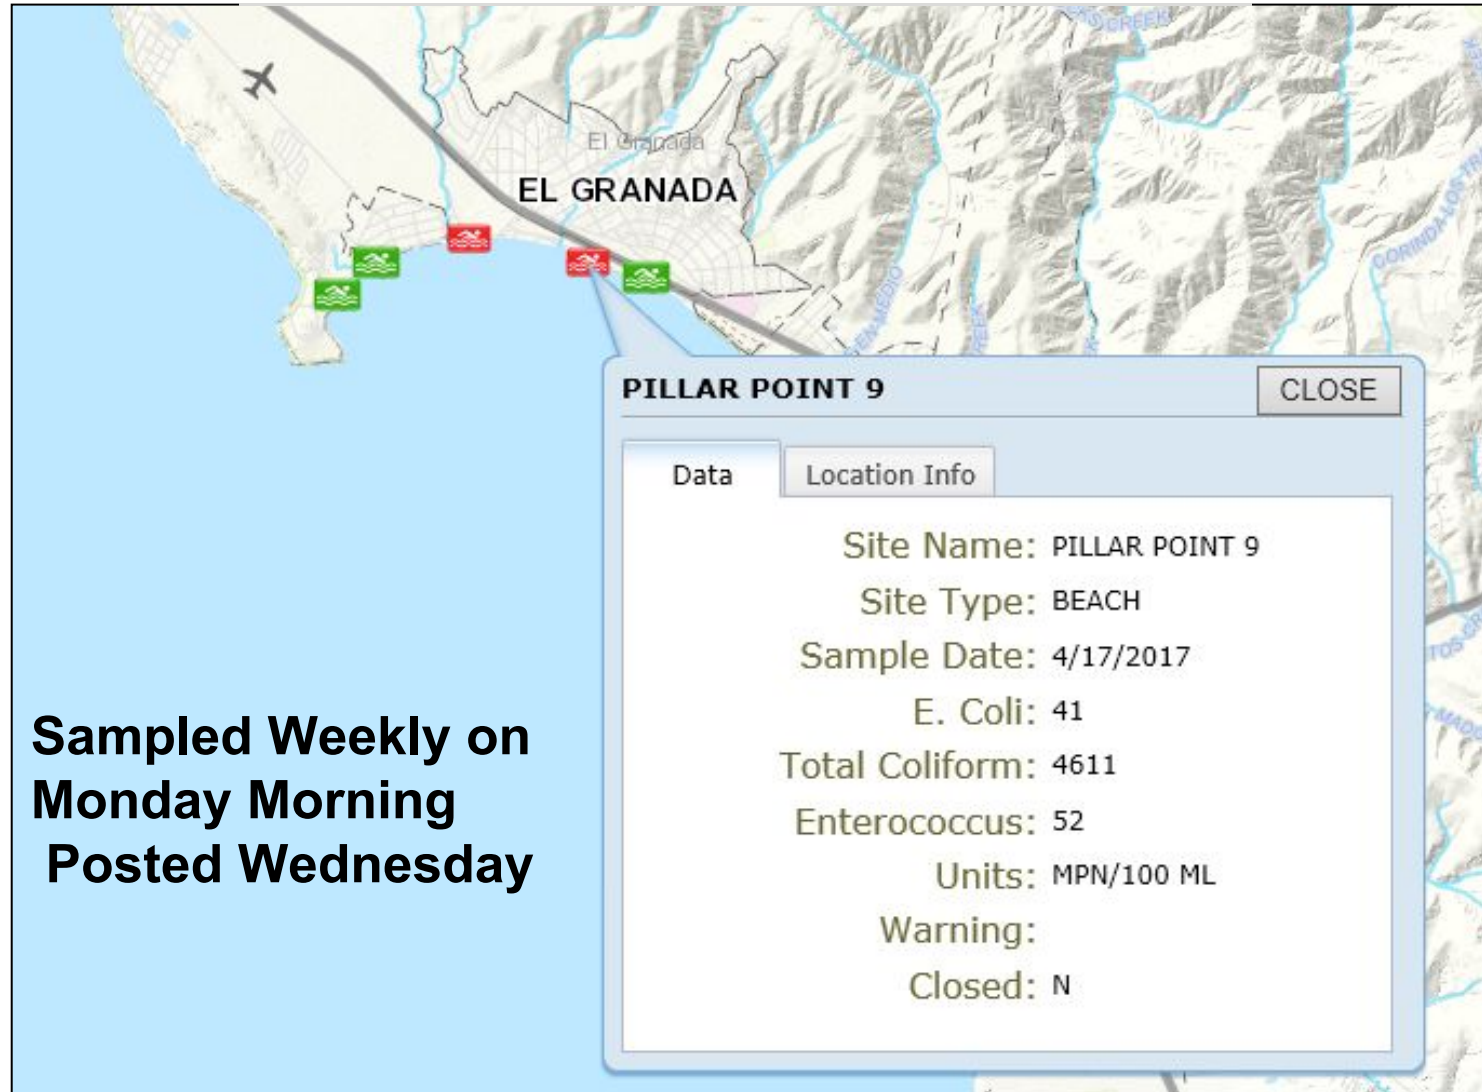 El Granada
EL GRANADA
PILLAR POINT 9
CLOSE
Data
Location Info
Site Name: PILLAR POINT 9
Site Type: BEACH
Sample Date: 4/17/2017
E. Coli: 41
Total Coliform: 4611
Enterococcus: 52
Units: MPN/100 ML
Warning:
Closed: N
Sampled Weekly on
Monday Morning
Posted Wednesday